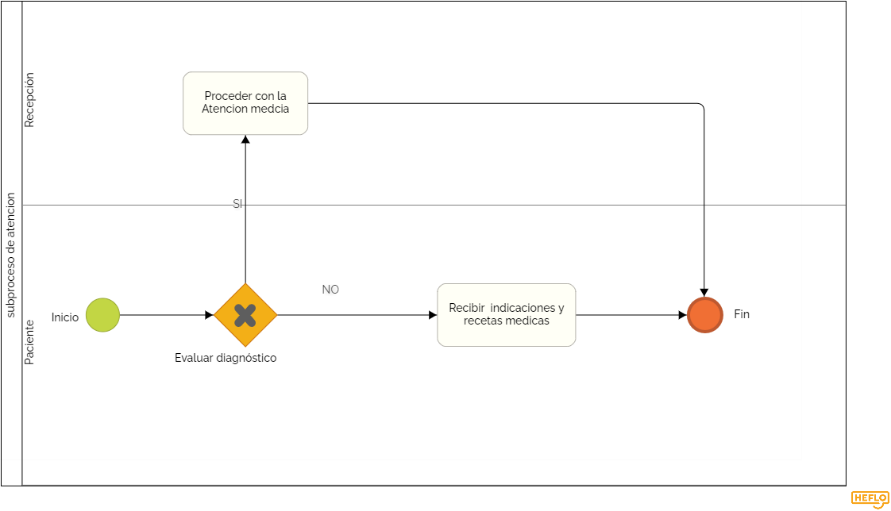 subproceso de atencion
Recepción
Proceder con la
Atencion medcia
SI
Paciente
Inicio
Evaluar diagnóstico
NO
Recibir indicaciones y
recetas medicas
Fin
HEFLO